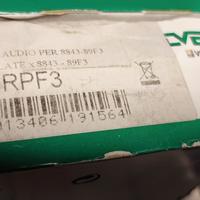 AUDIO PER 8843-89F3
LATE x 8843 - 89F3
RPF3
13406 191564